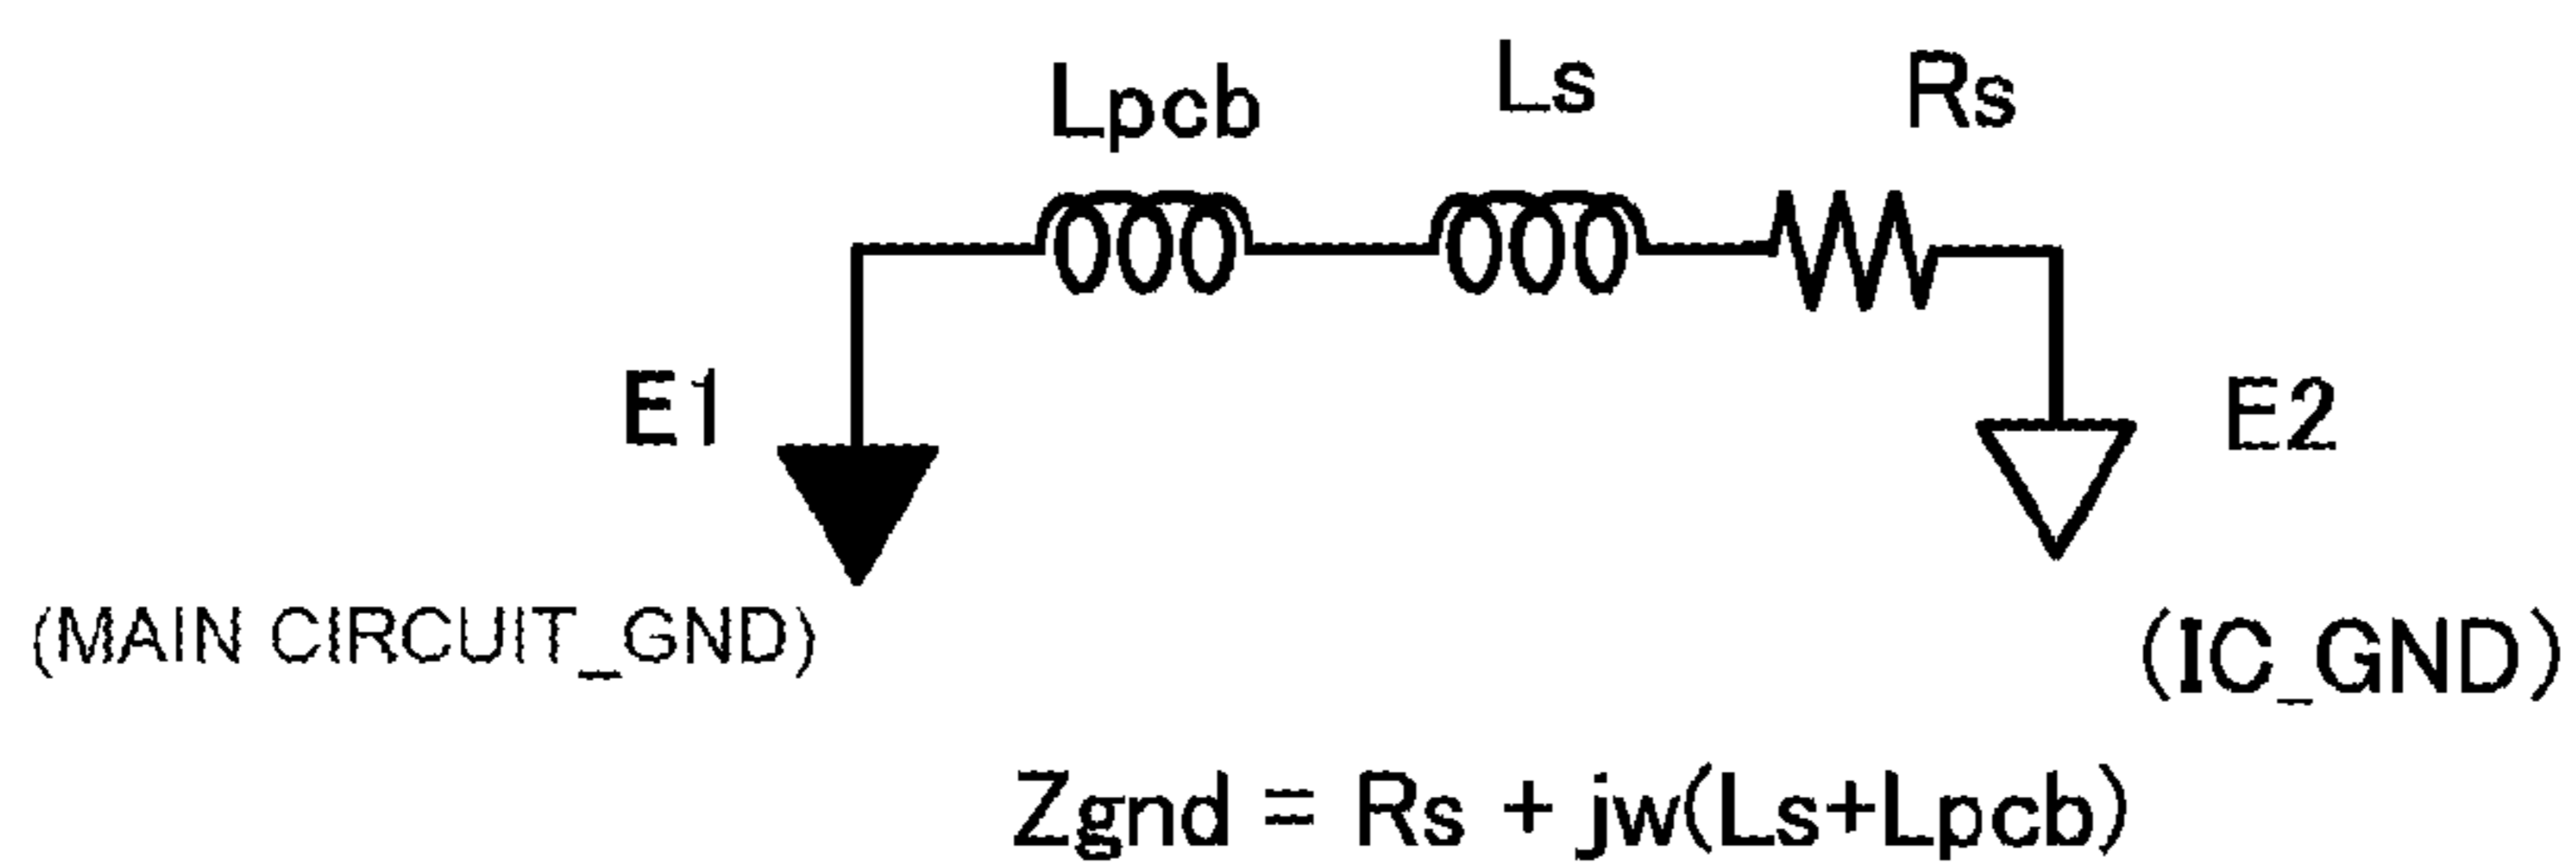 Lpcb Ls Rs
E1 E2
(MAIN CIRCUIT_GND) (IC_GND)
Zgnd = Rs + jw(Ls+Lpcb)